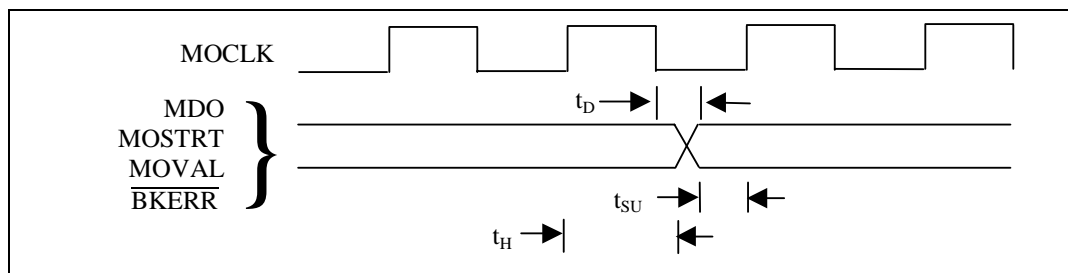 MOCLK
MDO
MOSTRT
MOVAL
BKERR
tD
tSU
tH